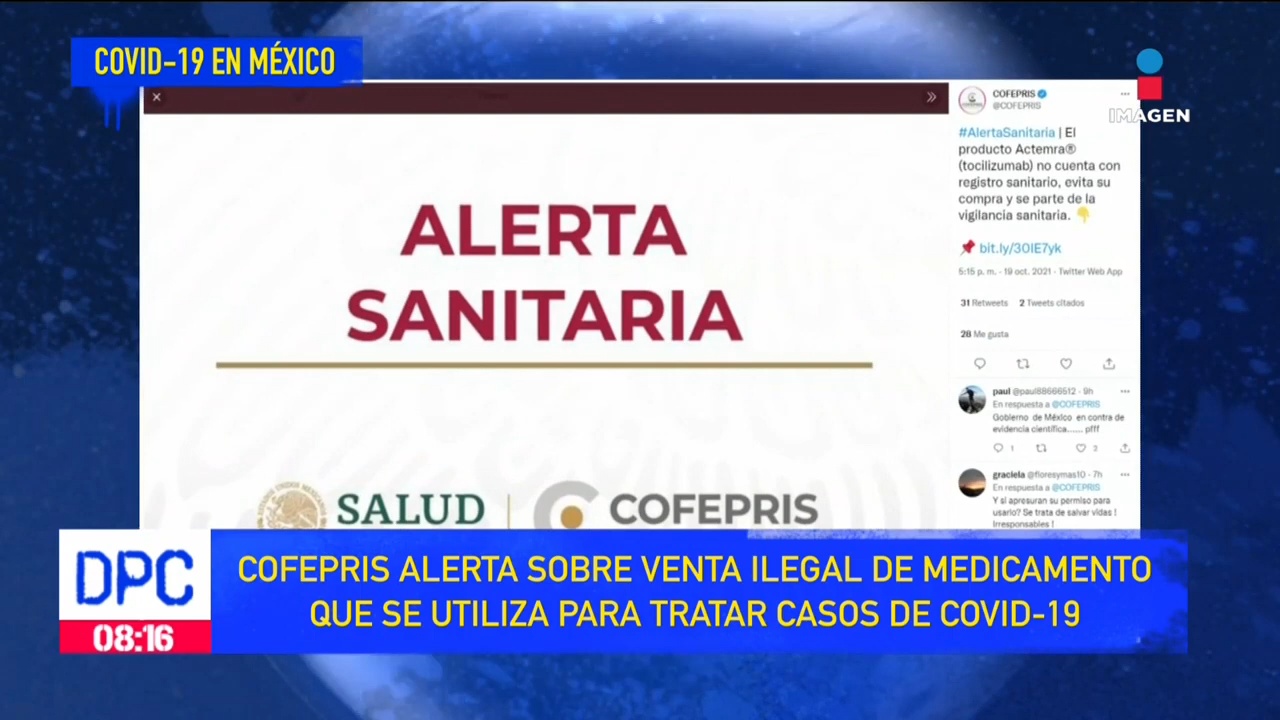 COVID-19 EN MÉXICO
IMAGEN
ALERTA
SANITARIA
SALUD
COFEPRIS
COFEPRIS
@COFEPRIS
#AlertaSanitaria | El
producto Actemra®
(tocilizumab) no cuenta con
registro sanitario, evita su
compra y se parte de la
vigilancia sanitaria. 👇
📌 bit.ly/30IE7yk
5:15 p. m. · 19 oct. 2021 · Twitter Web App
31 Retweets 2 Tweets citados
28 Me gusta
paul @paul88666512 · 9h
En respuesta a @COFEPRIS
Gobierno de México en contra de
evidencia científica...... pfff
1 2
graciela @floresymas10 · 7h
En respuesta a @COFEPRIS
Y si apresuran su permiso para
usarlo? Se trata de salvar vidas !
Irresponsables !
DPC
08:16
COFEPRIS ALERTA SOBRE VENTA ILEGAL DE MEDICAMENTO
QUE SE UTILIZA PARA TRATAR CASOS DE COVID-19